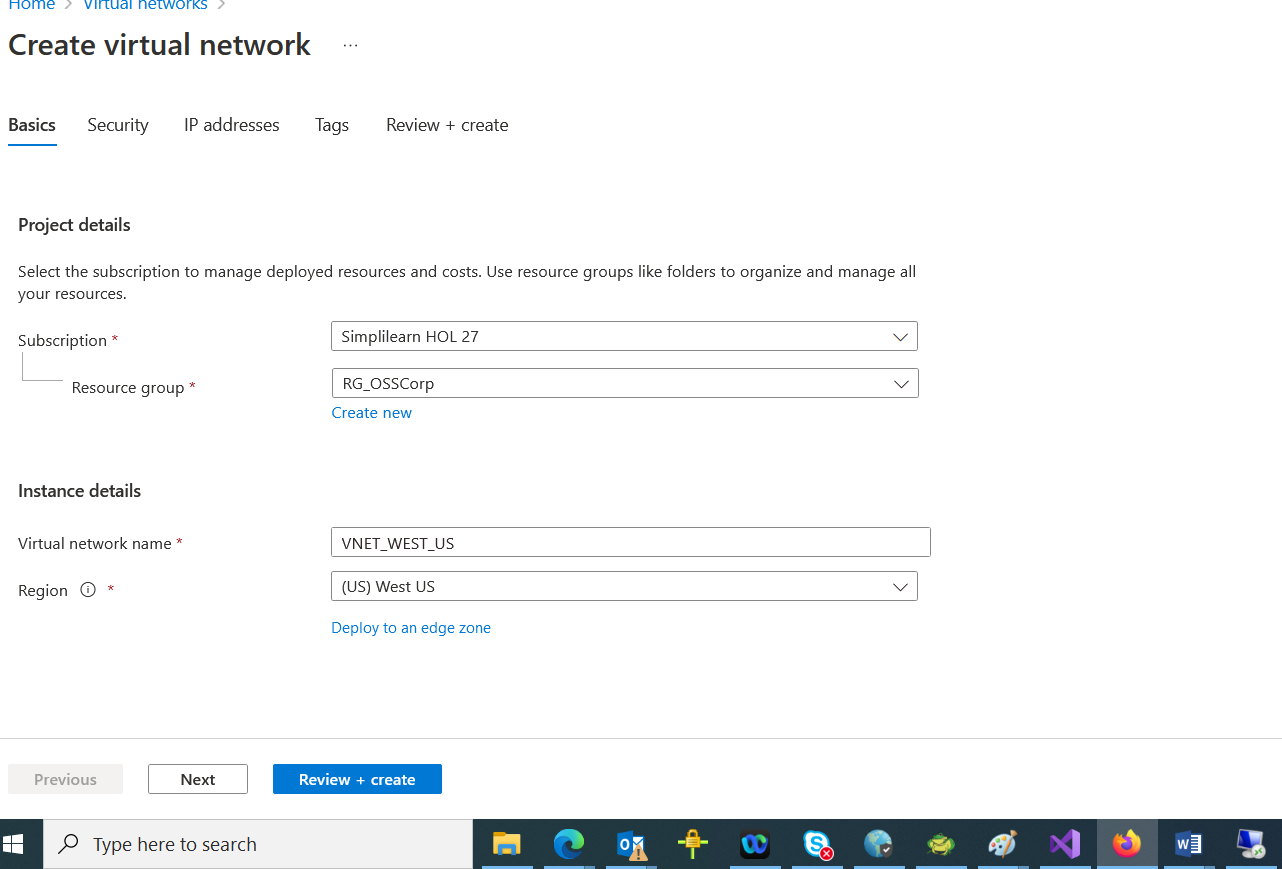 Home > Virtual networks >
Create virtual network ...
Basics Security IP addresses Tags Review + create
Project details
Select the subscription to manage deployed resources and costs. Use resource groups like folders to organize and manage all
your resources.
Subscription * Simplilearn HOL 27
Resource group * RG_OSSCorp
Create new
Instance details
Virtual network name * VNET_WEST_US
Region * (US) West US
Deploy to an edge zone
Previous Next Review + create
Type here to search